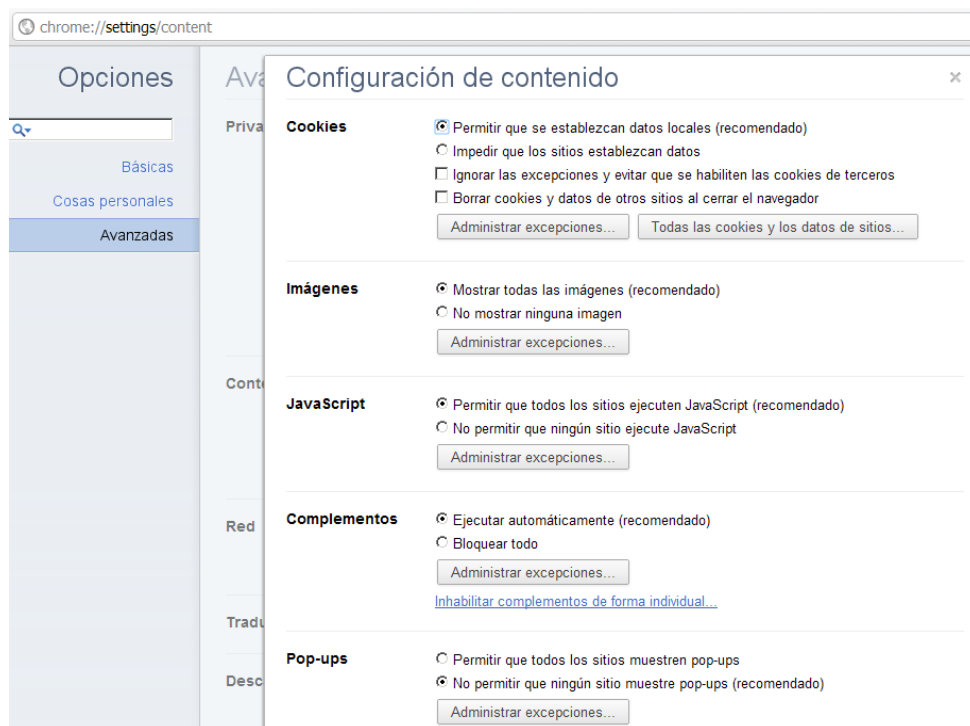 chrome://settings/content
Opciones
Básicas
Cosas personales
Avanzadas
Configuración de contenido
Cookies
Permitir que se establezcan datos locales (recomendado)
Impedir que los sitios establezcan datos
Ignorar las excepciones y evitar que se habiliten las cookies de terceros
Borrar cookies y datos de otros sitios al cerrar el navegador
Administrar excepciones... Todas las cookies y los datos de sitios...
Imágenes
Mostrar todas las imágenes (recomendado)
No mostrar ninguna imagen
Administrar excepciones...
JavaScript
Permitir que todos los sitios ejecuten JavaScript (recomendado)
No permitir que ningún sitio ejecute JavaScript
Administrar excepciones...
Complementos
Ejecutar automáticamente (recomendado)
Bloquear todo
Administrar excepciones...
Inhabilitar complementos de forma individual...
Pop-ups
Permitir que todos los sitios muestren pop-ups
No permitir que ningún sitio muestre pop-ups (recomendado)
Administrar excepciones...
Red